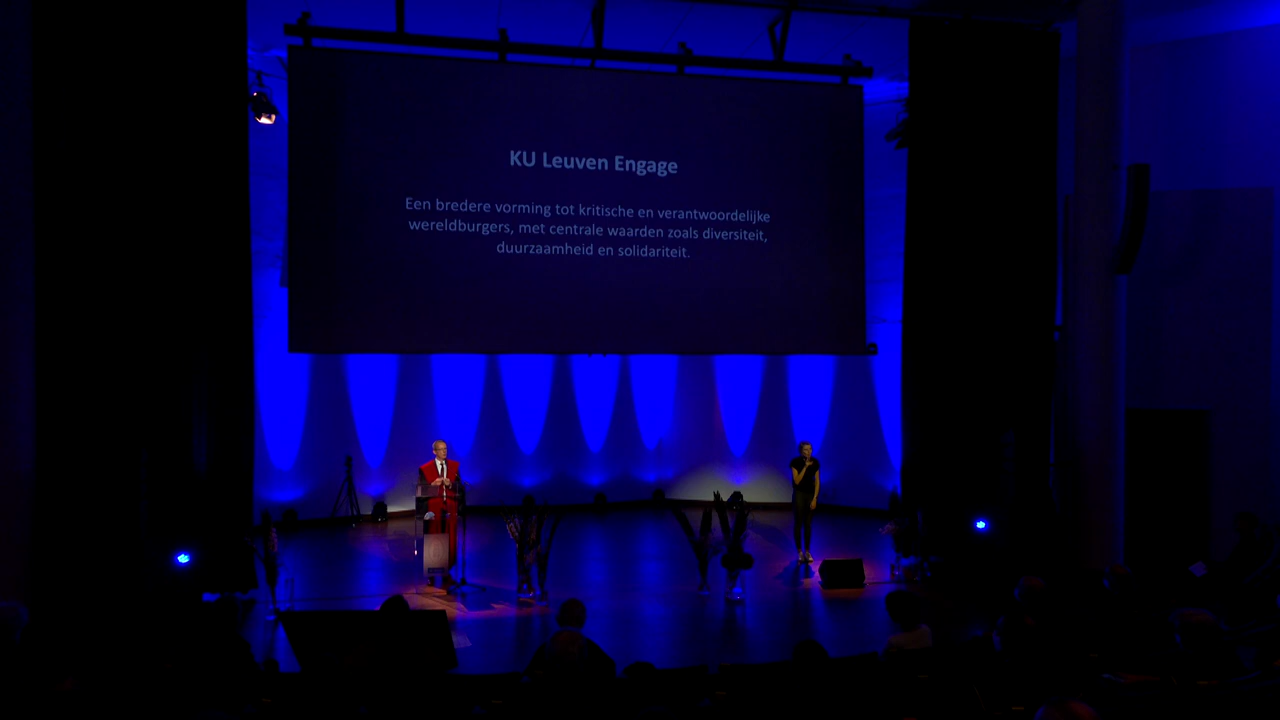 KU Leuven Engage
Een bredere vorming tot kritische en verantwoordelijke
wereldburgers, met centrale waarden zoals diversiteit,
duurzaamheid en solidariteit.